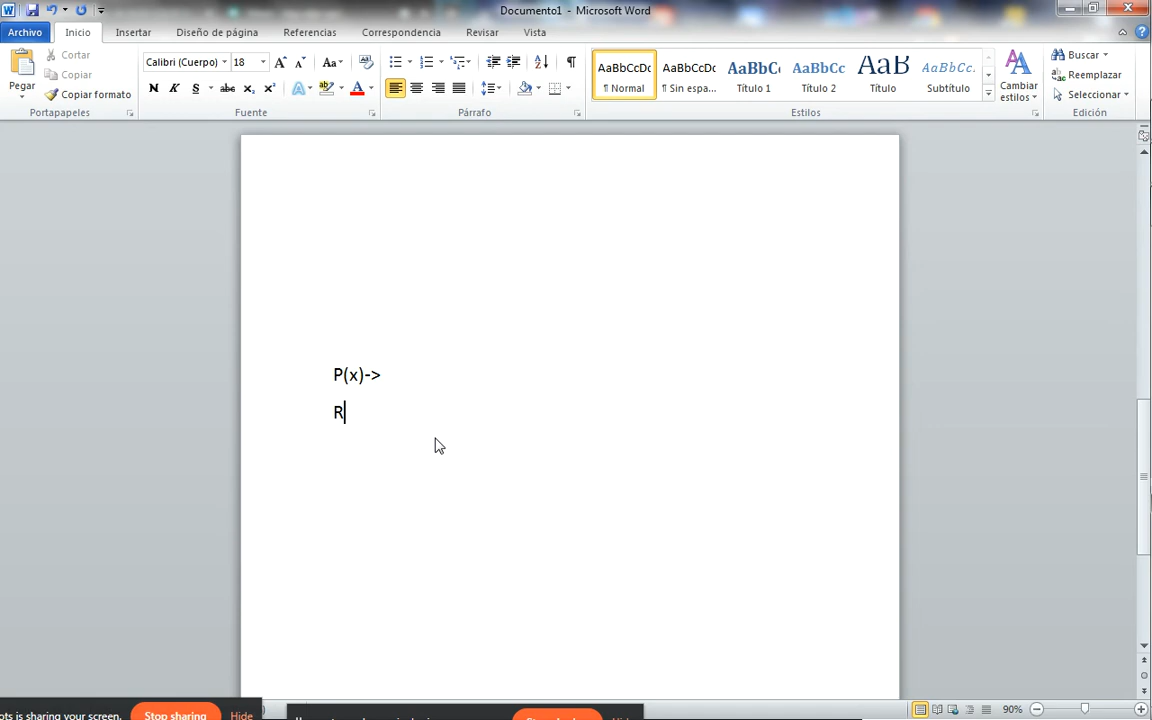 Documento1 - Microsoft Word
Archivo Inicio Insertar Diseño de página Referencias Correspondencia Revisar Vista
Pegar
Cortar
Copiar
Copiar formato
Portapapeles
Calibri (Cuerpo) 18
Fuente
Párrafo
AaBbCcDc AaBbCcDc AaBbC AaBbCc AaB AaBbCc.
¶ Normal ¶ Sin espa... Título 1 Título 2 Título Subtítulo
Cambiar estilos
Estilos
Buscar
Reemplazar
Seleccionar
Edición
P(x)->
R
ots is sharing your screen. Stop sharing Hide
90%